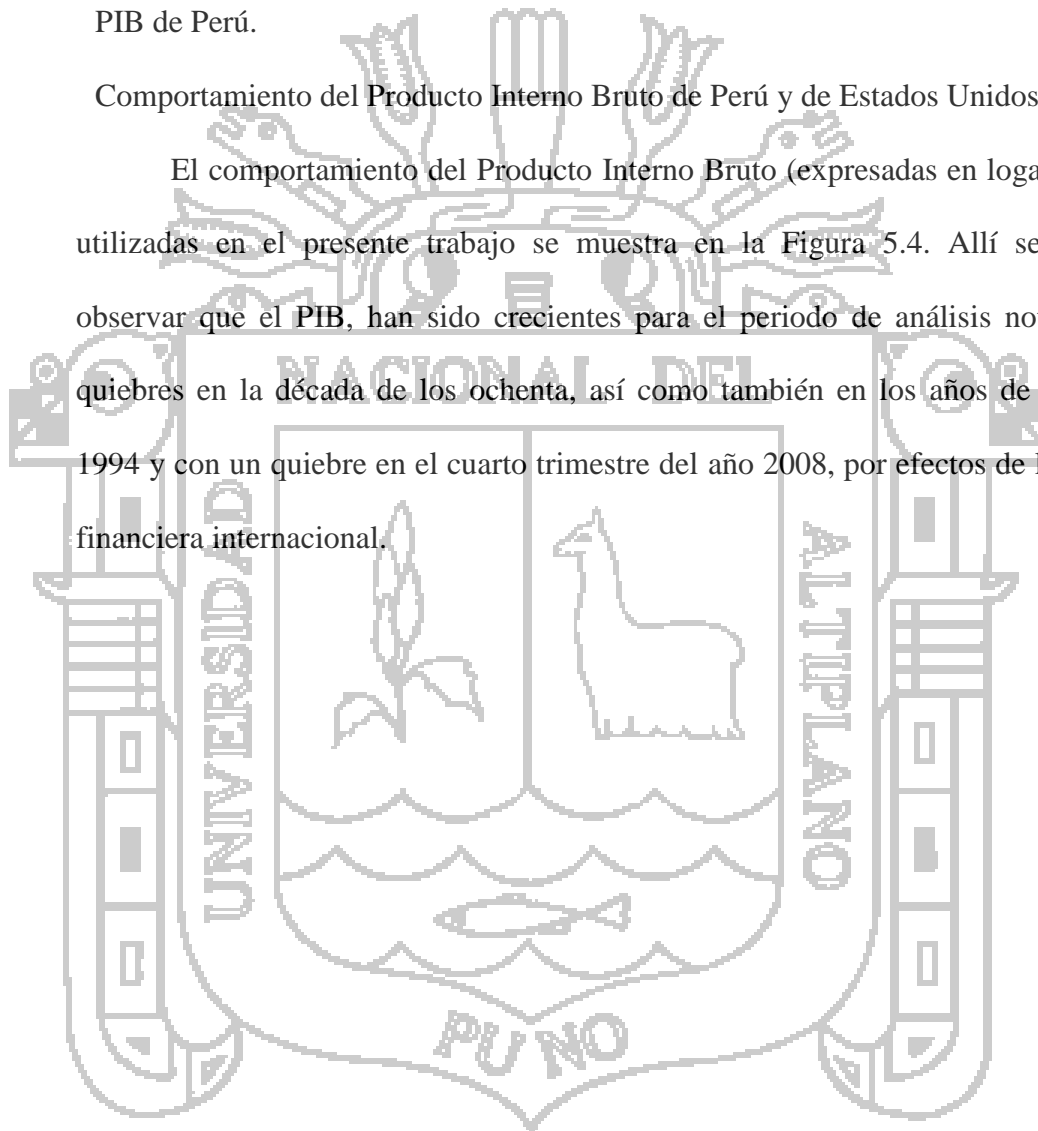 PIB de Perú.
Comportamiento del Producto Interno Bruto de Perú y de Estados Unidos
El comportamiento del Producto Interno Bruto (expresadas en loga
utilizadas en el presente trabajo se muestra en la Figura 5.4. Allí se
observar que el PIB, han sido crecientes para el periodo de análisis no
quiebres en la década de los ochenta, así como también en los años de
1994 y con un quiebre en el cuarto trimestre del año 2008, por efectos de
financiera internacional.
NACIONAL DEL
UNIVERSIDAD
ALTIPLANO
PUNO